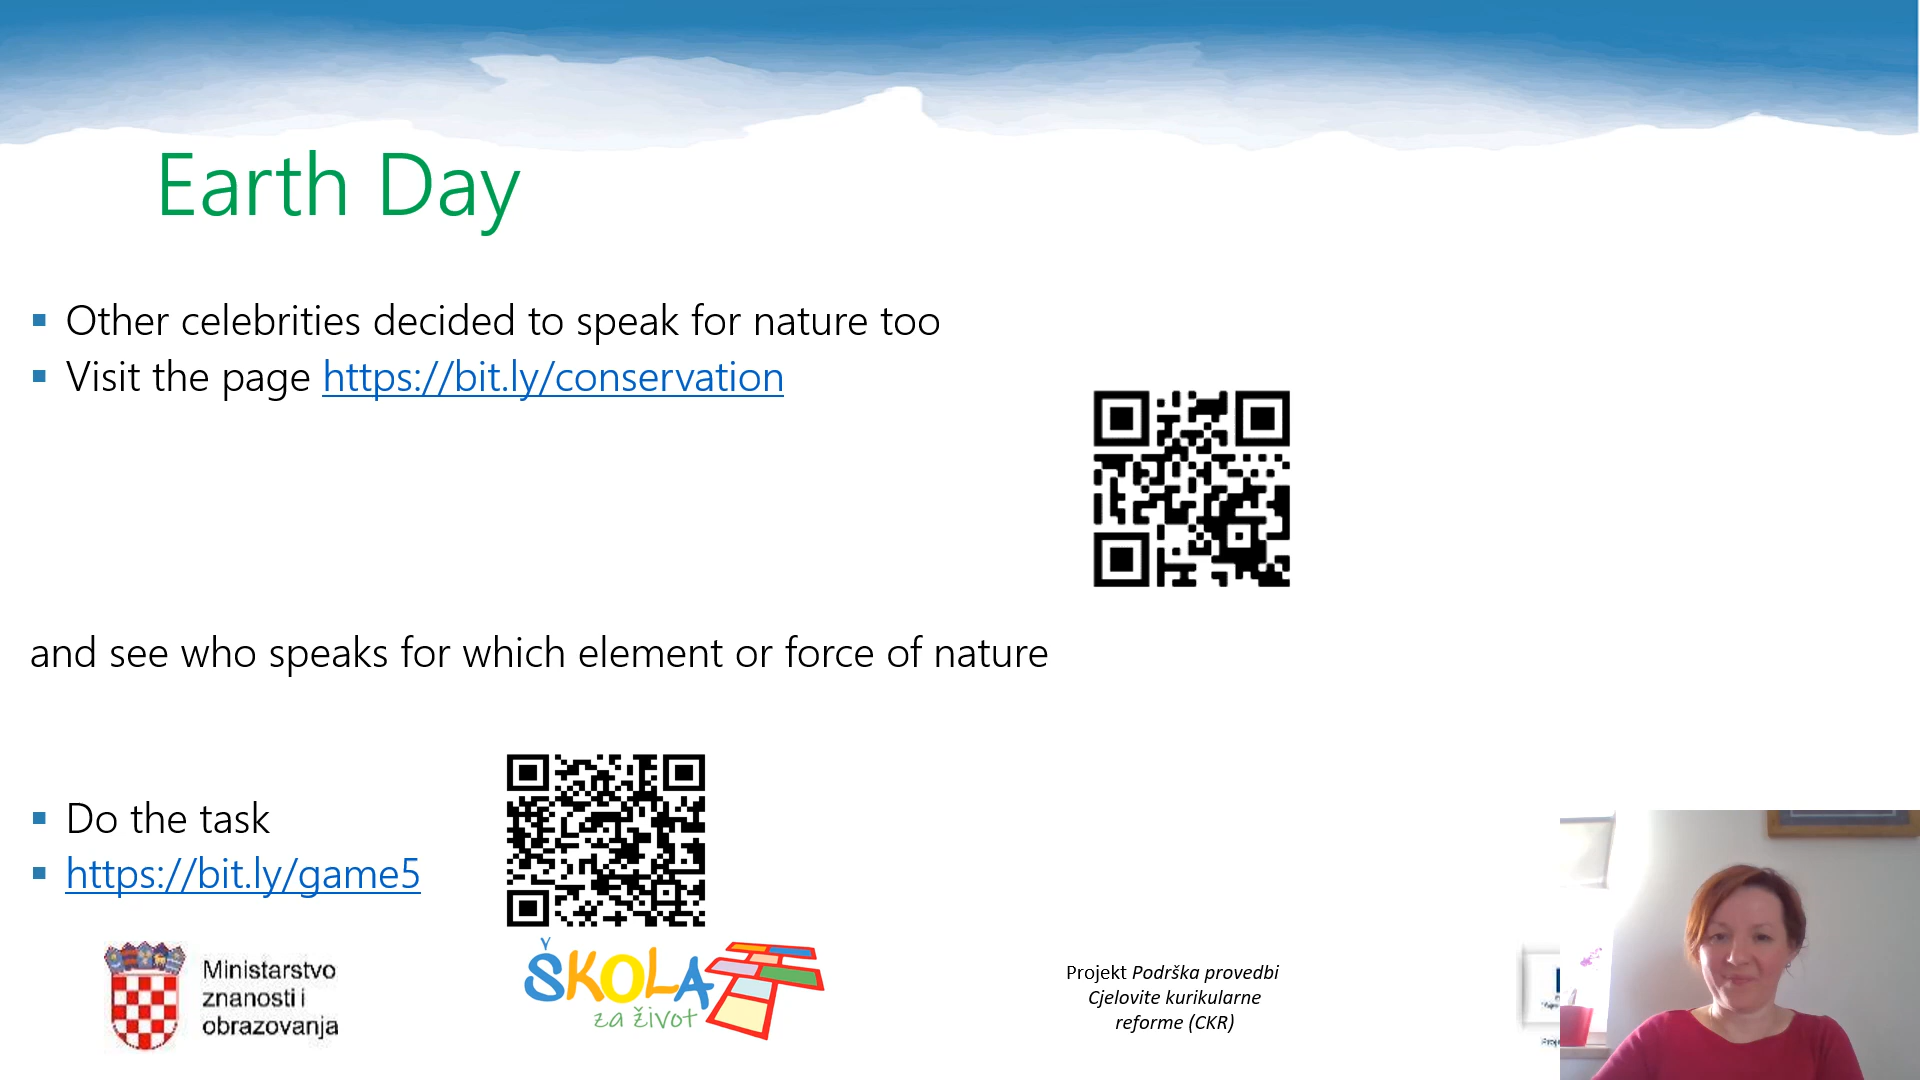 Earth Day
Other celebrities decided to speak for nature too
Visit the page https://bit.ly/conservation
and see who speaks for which element or force of nature
Do the task
https://bit.ly/game5
Ministarstvo
znanosti i
obrazovanja
ŠKOLA
za život
Projekt Podrška provedbi
Cjelovite kurikularne
reforme (CKR)